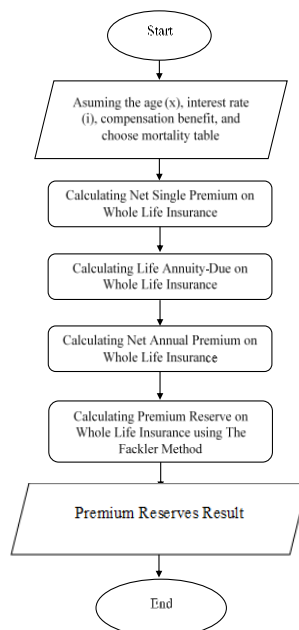 Start
Assuming the age (x), interest rate
(i), compensation benefit, and
choose mortality table
Calculating Net Single Premium on
Whole Life Insurance
Calculating Life Annuity-Due on
Whole Life Insurance
Calculating Net Annual Premium on
Whole Life Insurance
Calculating Premium Reserve on
Whole Life Insurance using The
Fackler Method
Premium Reserves Result
End